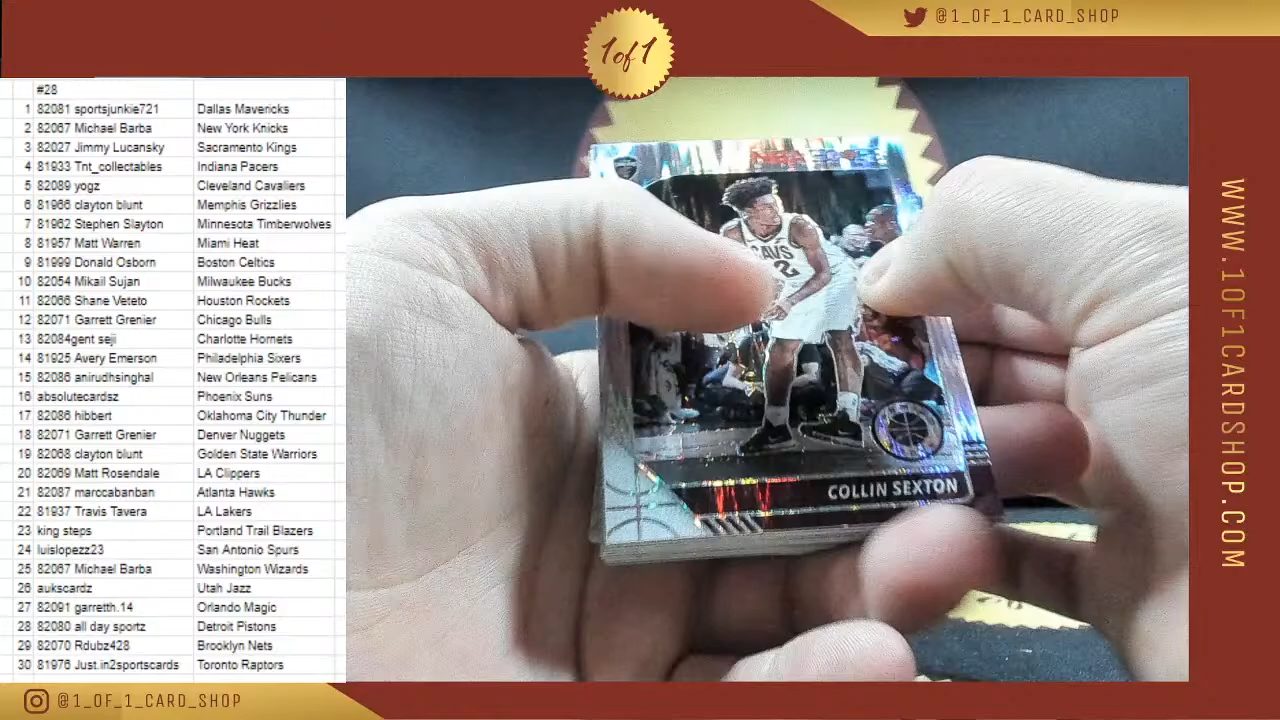 @1_OF_1_CARD_SHOP
1of1
#28
1 82081 sportsjunkie721 Dallas Mavericks
2 82067 Michael Barba New York Knicks
3 82027 Jimmy Lucansky Sacramento Kings
4 81933 Tnt_collectables Indiana Pacers
5 82089 yogz Cleveland Cavaliers
6 81966 clayton blunt Memphis Grizzlies
7 81962 Stephen Slayton Minnesota Timberwolves
8 81957 Matt Warren Miami Heat
9 81999 Donald Osborn Boston Celtics
10 82054 Mikail Sujan Milwaukee Bucks
11 82066 Shane Veteto Houston Rockets
12 82071 Garrett Grenier Chicago Bulls
13 82084gent seji Charlotte Hornets
14 81925 Avery Emerson Philadelphia Sixers
15 82086 anirudhsinghal New Orleans Pelicans
16 absolutecardsz Phoenix Suns
17 82086 hibbert Oklahoma City Thunder
18 82071 Garrett Grenier Denver Nuggets
19 82068 clayton blunt Golden State Warriors
20 82069 Matt Rosendale LA Clippers
21 82087 marccabanban Atlanta Hawks
22 81937 Travis Tavera LA Lakers
23 king steps Portland Trail Blazers
24 luislopezz23 San Antonio Spurs
25 82067 Michael Barba Washington Wizards
26 aukscardz Utah Jazz
27 82091 garretth.14 Orlando Magic
28 82080 all day sportz Detroit Pistons
29 82070 Rdubz428 Brooklyn Nets
30 81976 Just.in2sportscards Toronto Raptors
CAVS
2
COLLIN SEXTON
WWW.1OF1CARDSHOP.COM
@1_OF_1_CARD_SHOP